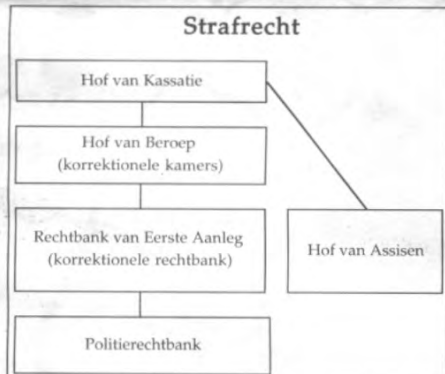 Strafrecht
Hof van Kassatie
Hof van Beroep
(korrektionele kamers)
Rechtbank van Eerste Aanleg
(korrektionele rechtbank)
Hof van Assisen
Politierechtbank